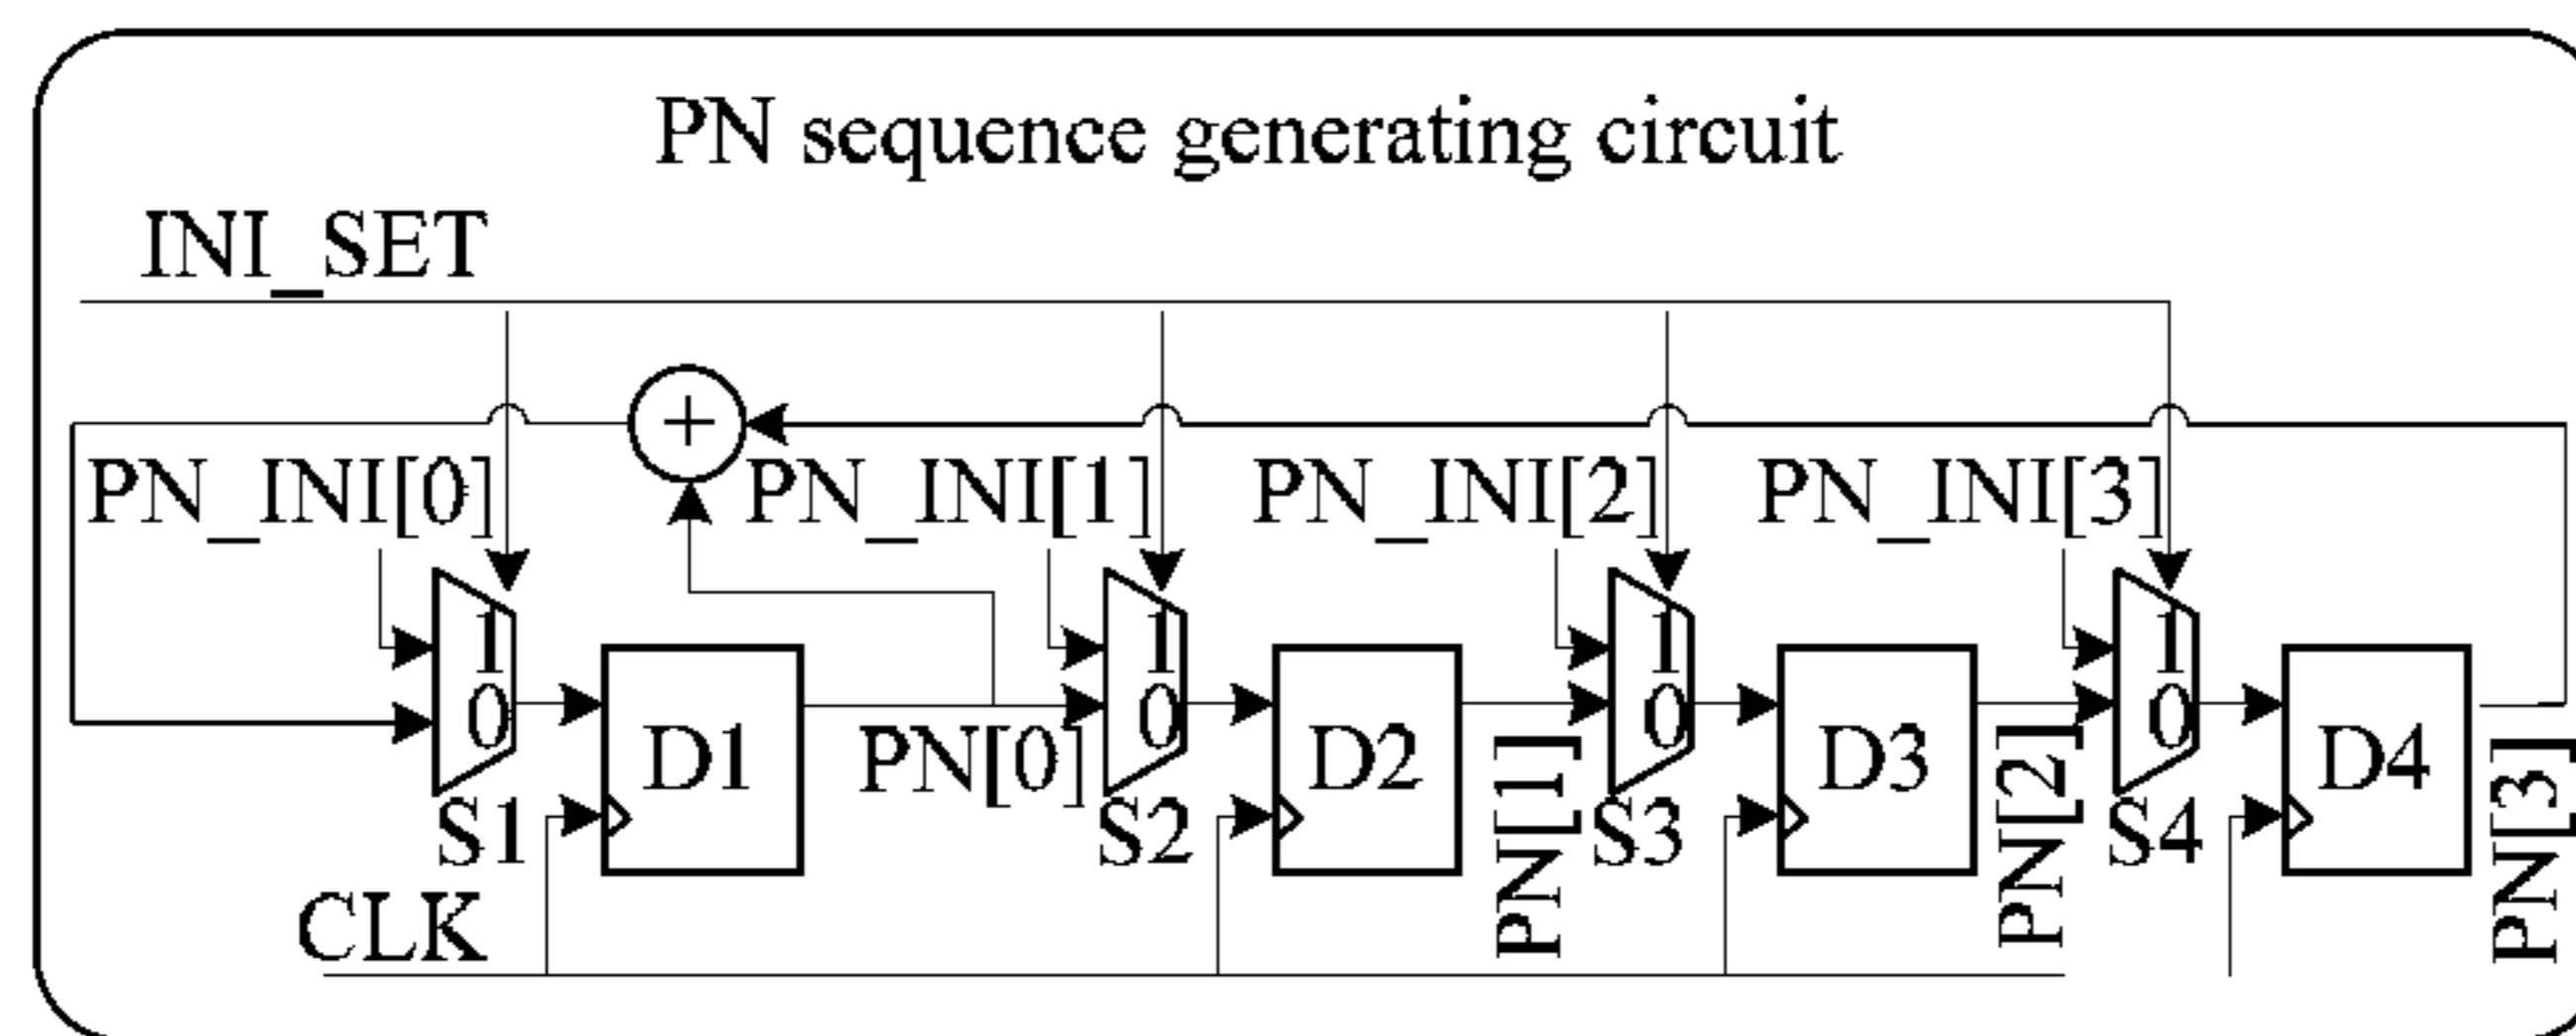 PN sequence generating circuit
INI_SET
+
PN_INI[0] PN_INI[1] PN_INI[2] PN_INI[3]
1 1 1 1
0 0 0 0
D1 D2 D3 D4
PN[0] PN[1] PN[2] PN[3]
S1 S2 S3 S4
CLK